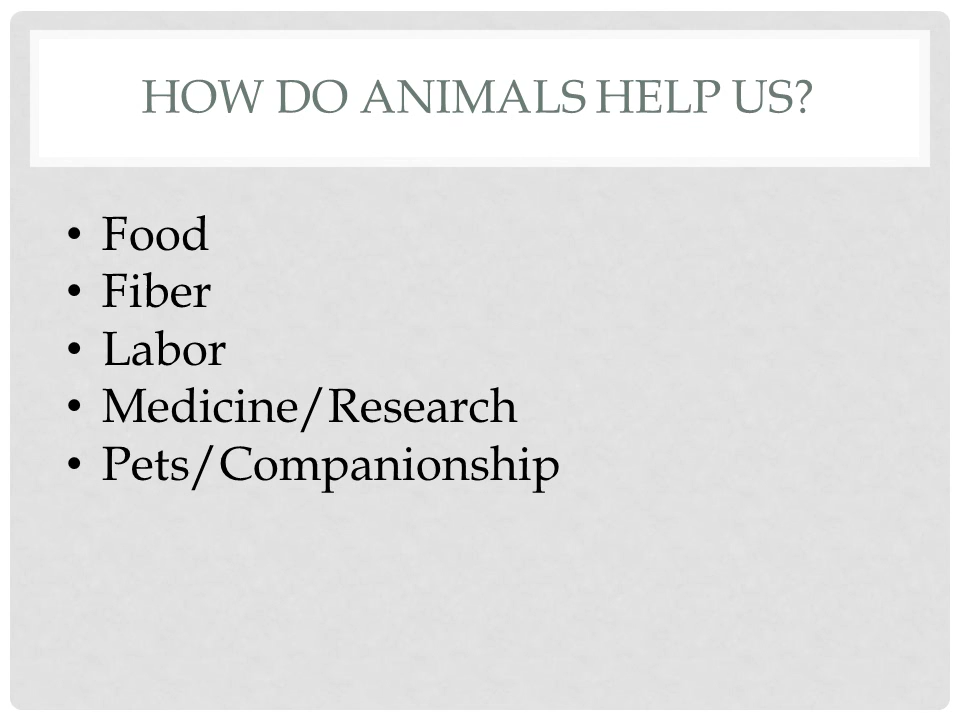 HOW DO ANIMALS HELP US?
• Food
• Fiber
• Labor
• Medicine/Research
• Pets/Companionship